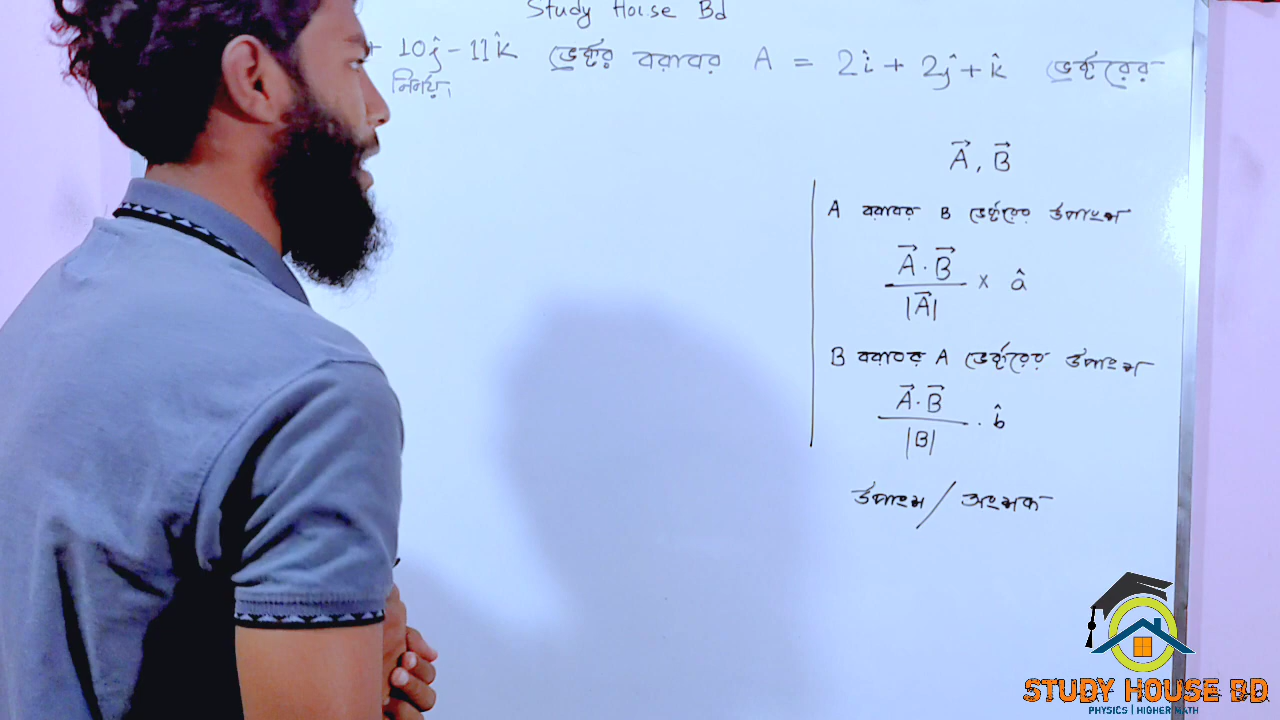 Study House Bd
+ 10ĵ - 11k̂ ভেক্টর বরাবর A = 2î + 2ĵ + k̂ ভেক্টরের
নির্নয়।
A⃗, B⃗
A বরাবর B ভেক্টরের উপাংশ
A⃗ . B⃗
× â
|A⃗|
B বরাবর A ভেক্টরের উপাংশ
A⃗ . B⃗
. b̂
|B|
উপাংশ / অংশক
STUDY HOUSE BD
PHYSICS | HIGHER MATH